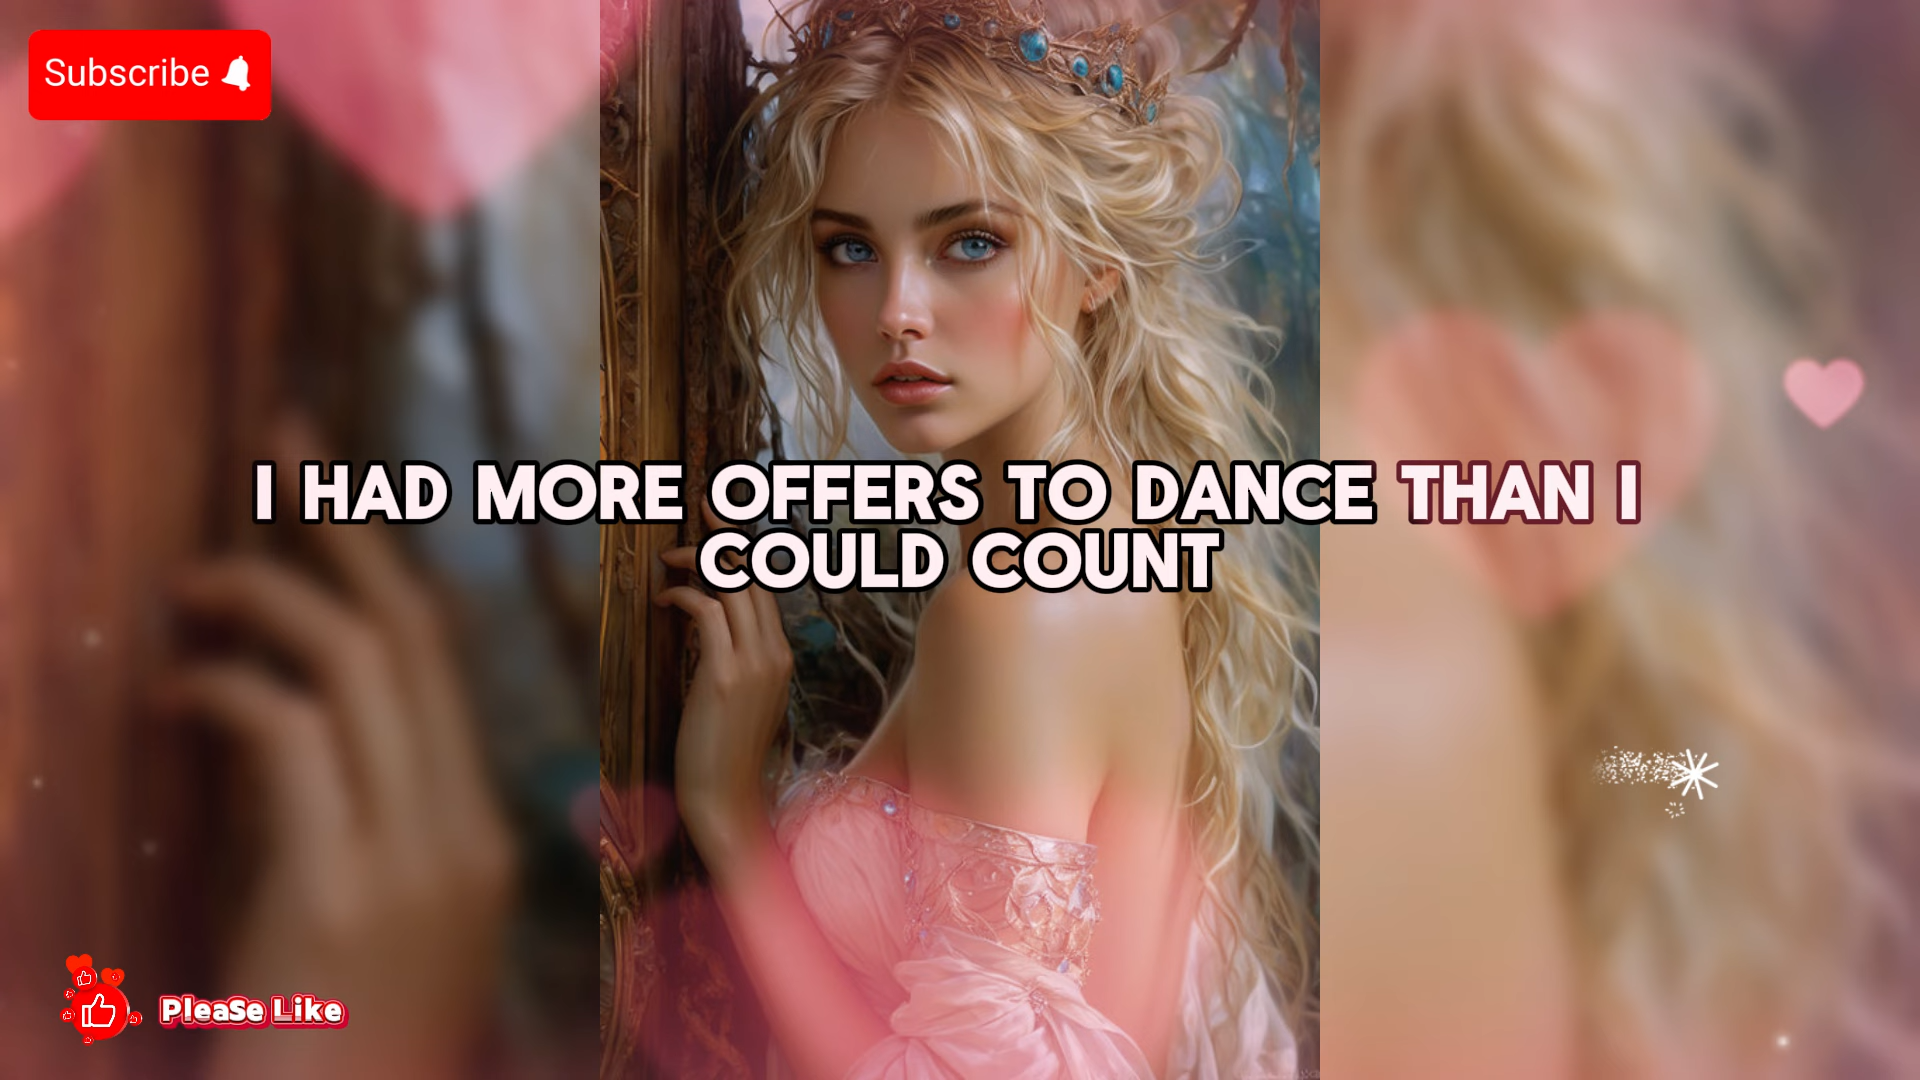 Subscribe
I HAD MORE OFFERS TO DANCE THAN I
COULD COUNT
PleaSe Like